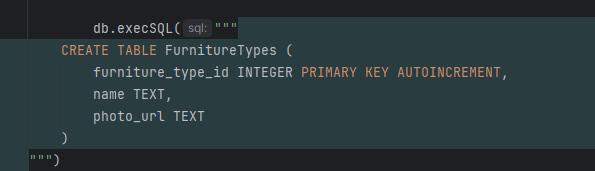 db.execSQL( sql: """
CREATE TABLE FurnitureTypes (
furniture_type_id INTEGER PRIMARY KEY AUTOINCREMENT,
name TEXT,
photo_url TEXT
)
""")